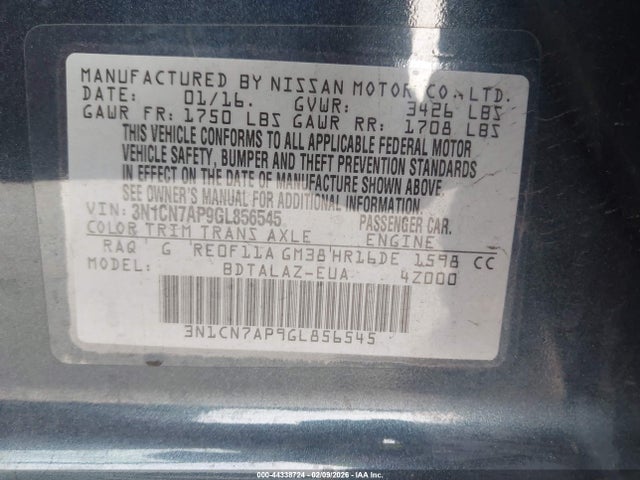 MANUFACTURED BY NISSAN MOTOR CO., LTD.
DATE: 01/16. GVWR: 3426 LBS
GAWR FR: 1750 LBS GAWR RR: 1708 LBS
THIS VEHICLE CONFORMS TO ALL APPLICABLE FEDERAL MOTOR
VEHICLE SAFETY, BUMPER AND THEFT PREVENTION STANDARDS
IN EFFECT ON THE DATE OF MANUFACTURE SHOWN ABOVE.
SEE OWNER'S MANUAL FOR ADDITIONAL INFORMATION.
VIN: 3N1CN7AP9GL856545 PASSENGER CAR.
COLOR TRIM TRANS AXLE ENGINE
RAQ G RE0F11A GM38 HR16DE 1598 CC
MODEL: BDTALAZ-EUA 4Z000
3N1CN7AP9GL856545
000-44338724 - 02/09/2026 - IAA Inc.